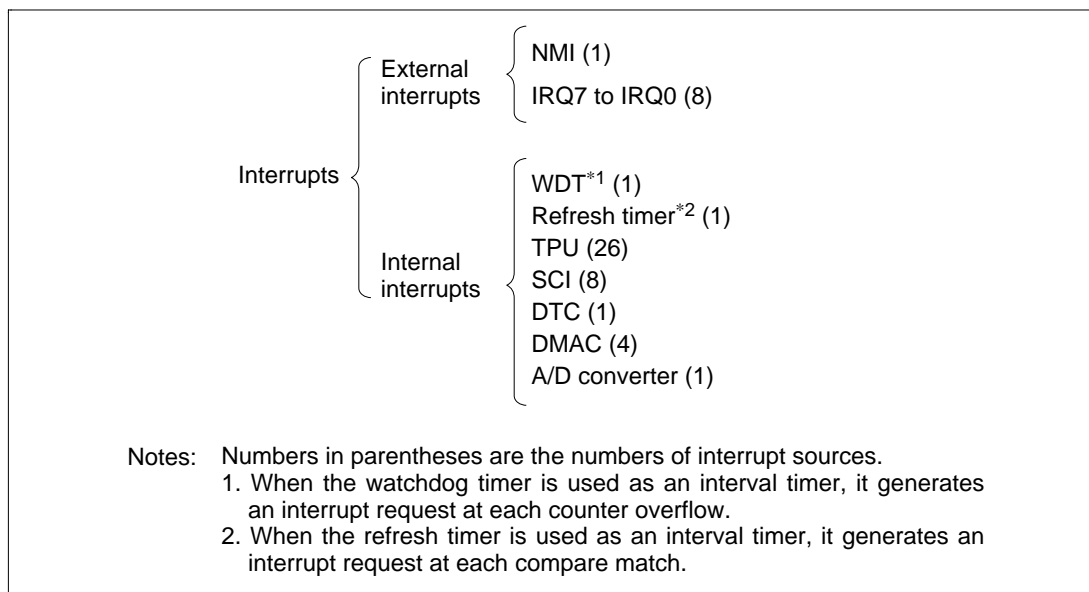 Interrupts
External
interrupts
NMI (1)
IRQ7 to IRQ0 (8)
Internal
interrupts
WDT*1 (1)
Refresh timer*2 (1)
TPU (26)
SCI (8)
DTC (1)
DMAC (4)
A/D converter (1)
Notes: Numbers in parentheses are the numbers of interrupt sources.
1. When the watchdog timer is used as an interval timer, it generates
an interrupt request at each counter overflow.
2. When the refresh timer is used as an interval timer, it generates an
interrupt request at each compare match.